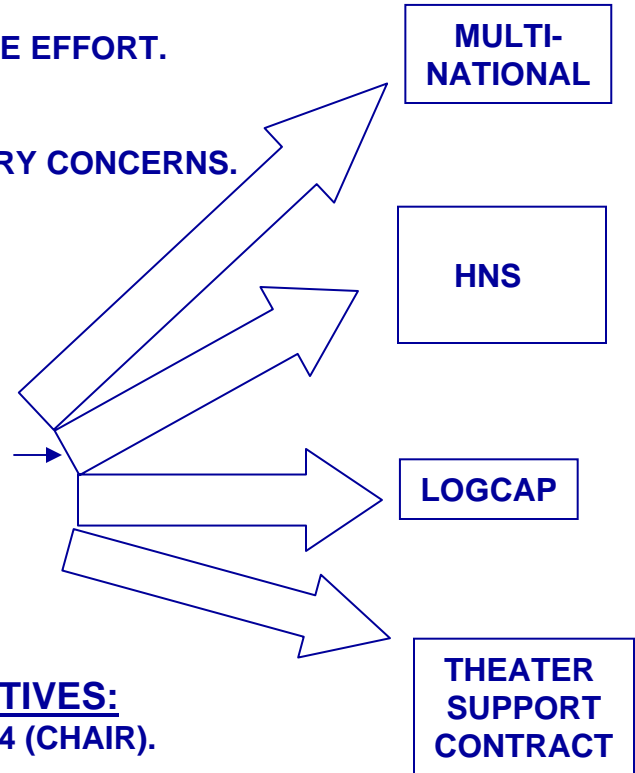 E EFFORT.
MULTI-
NATIONAL
RY CONCERNS.
HNS
LOGCAP
TIVES:
4 (CHAIR).
THEATER
SUPPORT
CONTRACT